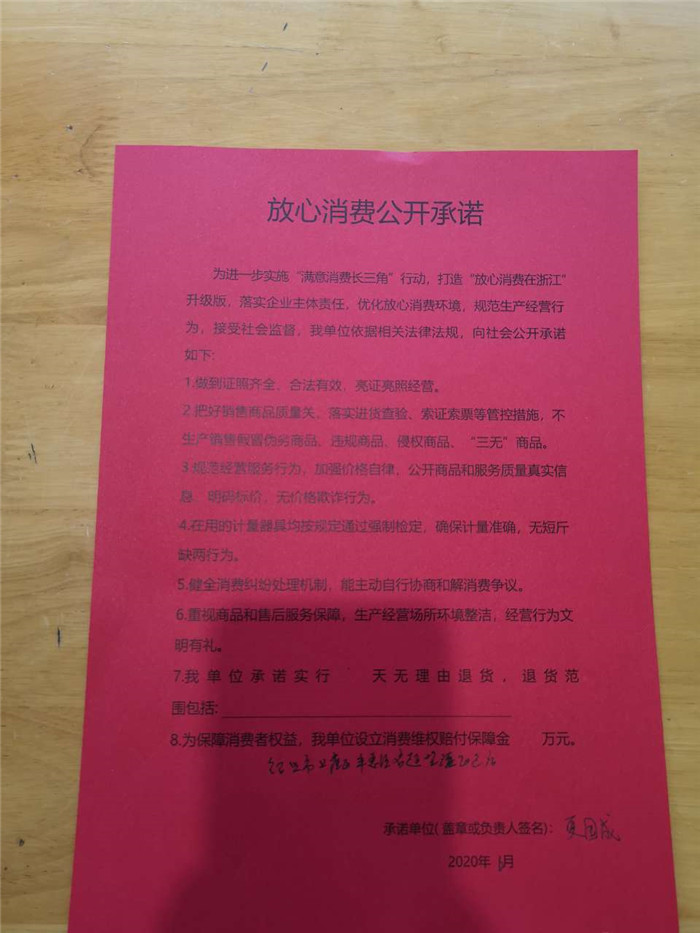 放心消费公开承诺
为进一步实施“满意消费长三角”行动，打造“放心消费在浙江”
升级版，落实企业主体责任，优化放心消费环境，规范生产经营行
为，接受社会监督，我单位依据相关法律法规，向社会公开承诺
如下：
1.做到证照齐全、合法有效，亮证亮照经营。
2.把好销售商品质量关、落实进货查验、索证索票等管控措施，不
生产销售假冒伪劣商品、违规商品、侵权商品、“三无”商品。
3.规范经营服务行为，加强价格自律，公开商品和服务质量真实信
息、明码标价、无价格欺诈行为。
4.在用的计量器具均按规定通过强制检定，确保计量准确，无短斤
缺两行为。
5.健全消费纠纷处理机制，能主动自行协商和解消费争议。
6.重视商品和售后服务保障，生产经营场所环境整洁，经营行为文
明有礼。
7.我单位承诺实行 天无理由退货，退货范
围包括：
8.为保障消费者权益，我单位设立消费维权赔付保障金 万元。
承诺单位（盖章或负责人签名）： 国成
2020年 月